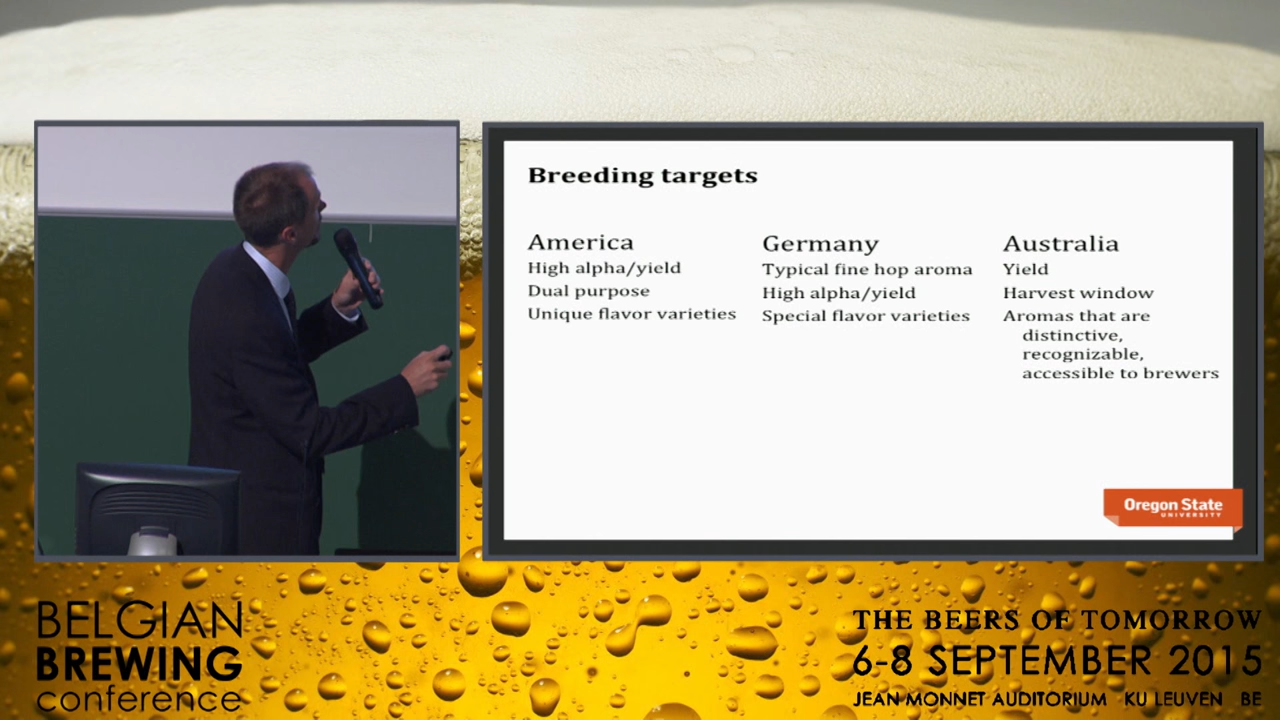 Breeding targets
America
High alpha/yield
Dual purpose
Unique flavor varieties
Germany
Typical fine hop aroma
High alpha/yield
Special flavor varieties
Australia
Yield
Harvest window
Aromas that are
distinctive,
recognizable,
accessible to brewers
Oregon State
UNIVERSITY
BELGIAN
BREWING
conference
THE BEERS OF TOMORROW
6-8 SEPTEMBER 2015
JEAN MONNET AUDITORIUM KU LEUVEN BE